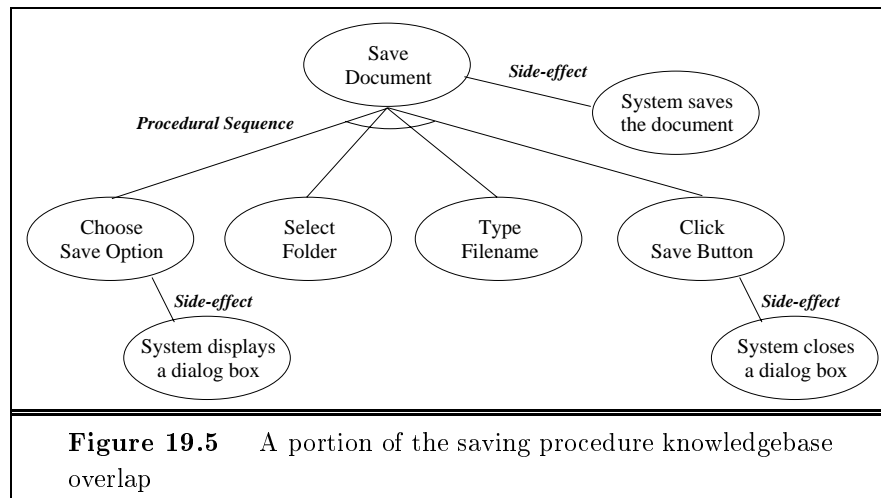 Save
Document
Side-effect
System saves
the document
Procedural Sequence
Choose
Save Option
Select
Folder
Type
Filename
Click
Save Button
Side-effect
System displays
a dialog box
Side-effect
System closes
a dialog box
Figure 19.5 A portion of the saving procedure knowledgebase
overlap